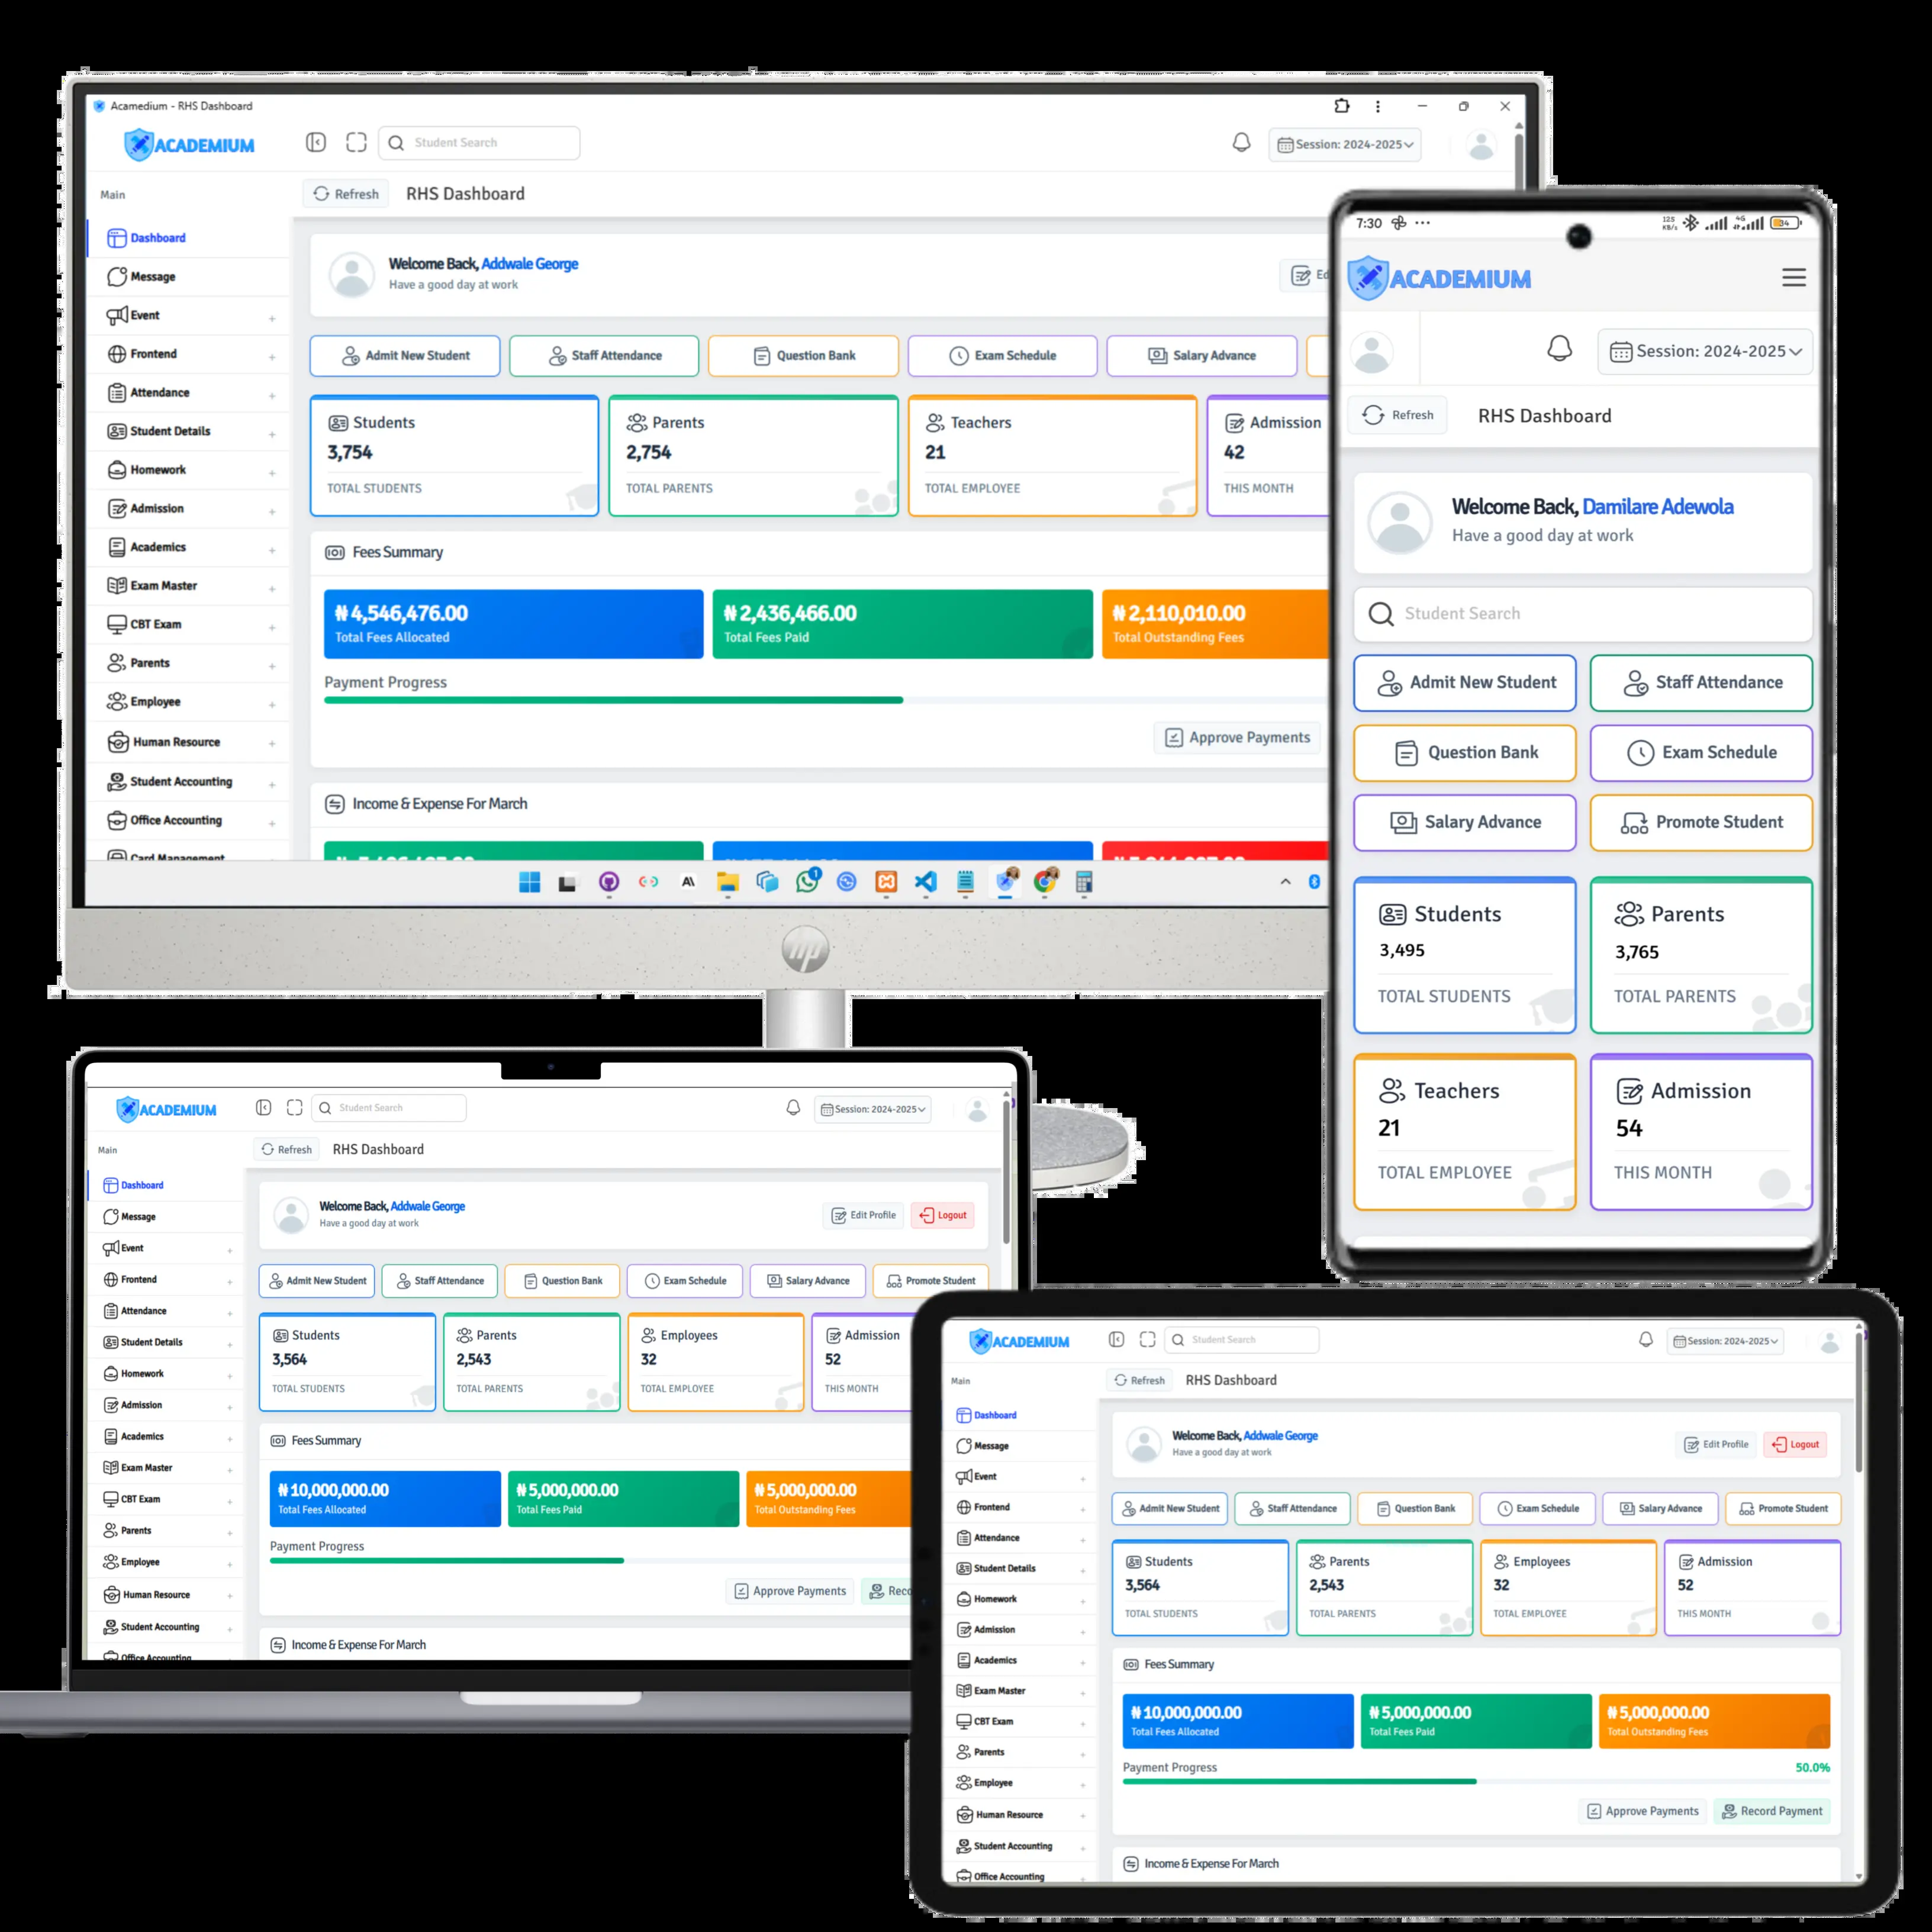 Acamedium - RHS Dashboard
ACADEMIUM
Student Search
Session: 2024-2025
Main
Refresh
RHS Dashboard
Dashboard
Message
Event
Frontend
Attendance
Student Details
Homework
Admission
Academics
Exam Master
CBT Exam
Parents
Employee
Human Resource
Student Accounting
Office Accounting
Card Management
Welcome Back, Addwale George
Have a good day at work
Admit New Student
Staff Attendance
Question Bank
Exam Schedule
Salary Advance
Students
3,754
TOTAL STUDENTS
Parents
2,754
TOTAL PARENTS
Teachers
21
TOTAL EMPLOYEE
Admission
42
THIS MONTH
Fees Summary
₦4,546,476.00
Total Fees Allocated
₦2,436,466.00
Total Fees Paid
₦2,110,010.00
Total Outstanding Fees
Payment Progress
Approve Payments
Income & Expense For March
hp
7:30
ACADEMIUM
Session: 2024-2025
Refresh
RHS Dashboard
Welcome Back, Damilare Adewola
Have a good day at work
Student Search
Admit New Student
Staff Attendance
Question Bank
Exam Schedule
Salary Advance
Promote Student
Students
3,495
TOTAL STUDENTS
Parents
3,765
TOTAL PARENTS
Teachers
21
TOTAL EMPLOYEE
Admission
54
THIS MONTH
ACADEMIUM
Student Search
Session: 2024-2025
Main
Refresh
RHS Dashboard
Dashboard
Message
Event
Frontend
Attendance
Student Details
Homework
Admission
Academics
Exam Master
CBT Exam
Parents
Employee
Human Resource
Student Accounting
Office Accounting
Welcome Back, Addwale George
Have a good day at work
Edit Profile
Logout
Admit New Student
Staff Attendance
Question Bank
Exam Schedule
Salary Advance
Promote Student
Students
3,564
TOTAL STUDENTS
Parents
2,543
TOTAL PARENTS
Employees
32
TOTAL EMPLOYEE
Admission
52
THIS MONTH
Fees Summary
₦10,000,000.00
Total Fees Allocated
₦5,000,000.00
Total Fees Paid
₦5,000,000.00
Total Outstanding Fees
Payment Progress
Approve Payments
Income & Expense For March
ACADEMIUM
Student Search
Session: 2024-2025
Main
Refresh
RHS Dashboard
Dashboard
Message
Event
Frontend
Attendance
Student Details
Homework
Admission
Academics
Exam Master
CBT Exam
Parents
Employee
Human Resource
Student Accounting
Office Accounting
Welcome Back, Addwale George
Have a good day at work
Edit Profile
Logout
Admit New Student
Staff Attendance
Question Bank
Exam Schedule
Salary Advance
Promote Student
Students
3,564
TOTAL STUDENTS
Parents
2,543
TOTAL PARENTS
Employees
32
TOTAL EMPLOYEE
Admission
52
THIS MONTH
Fees Summary
₦10,000,000.00
Total Fees Allocated
₦5,000,000.00
Total Fees Paid
₦5,000,000.00
Total Outstanding Fees
Payment Progress
50.0%
Approve Payments
Record Payment
Income & Expense For March